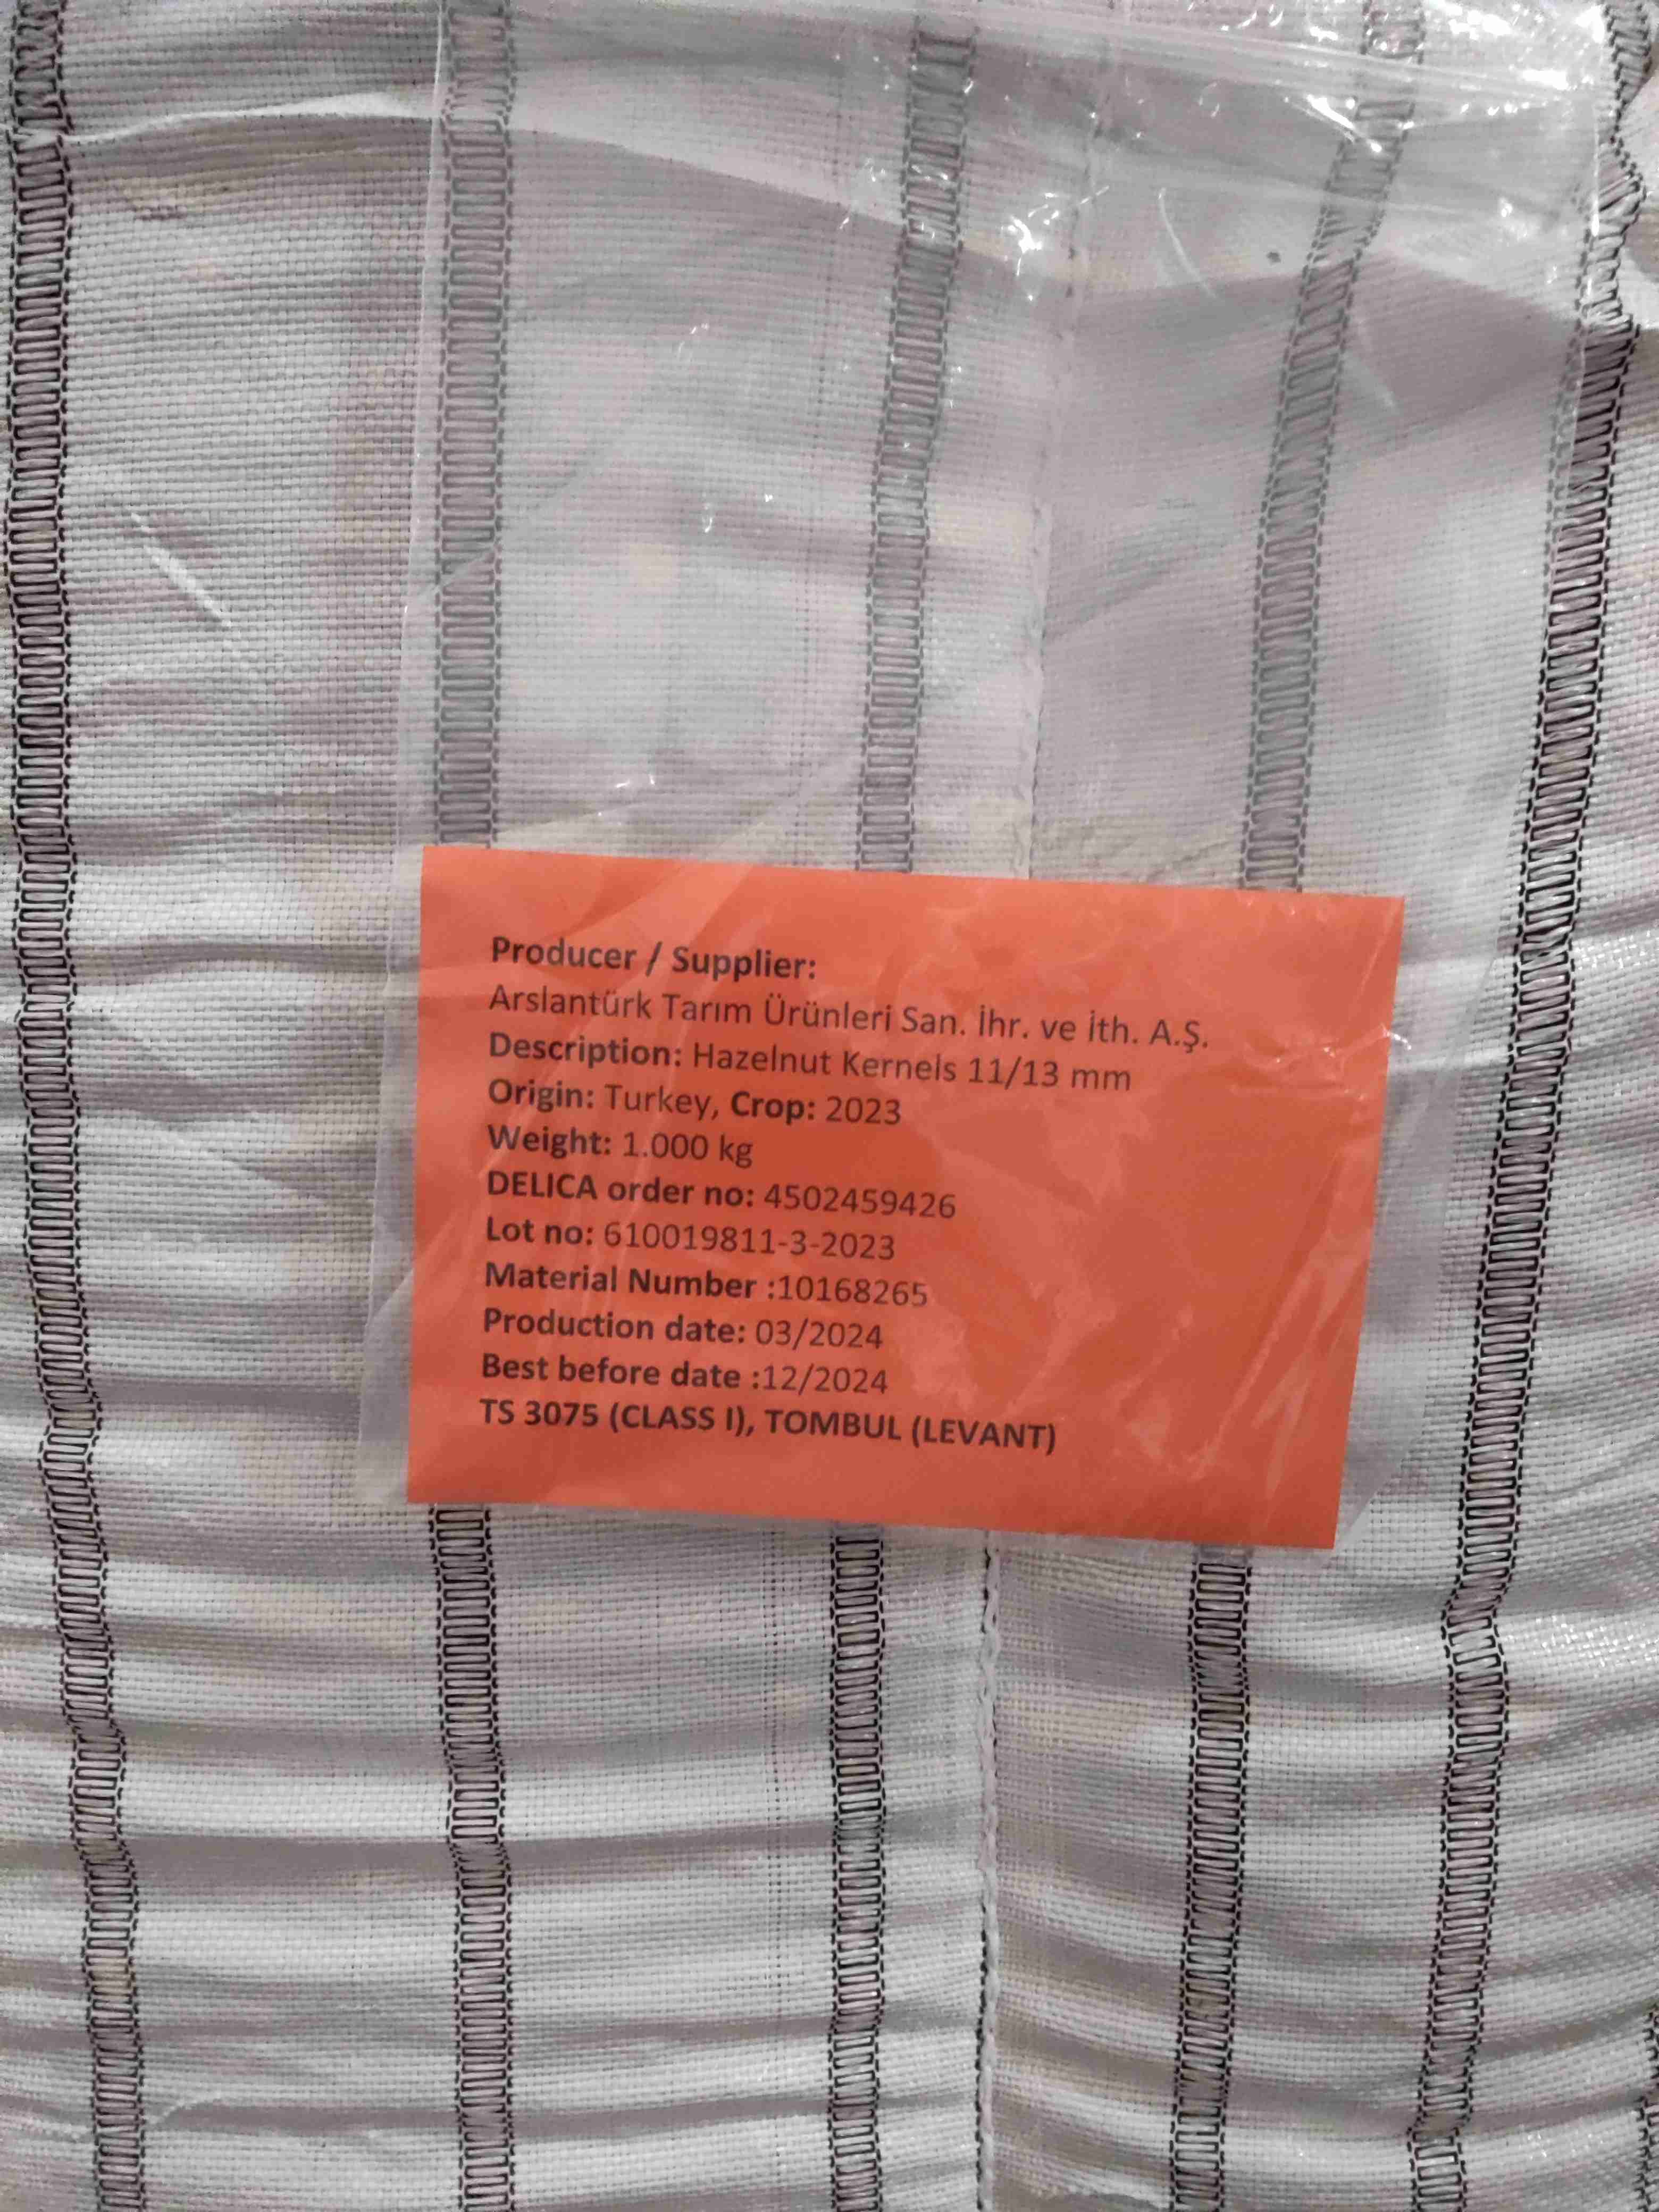 Producer / Supplier:
Arslantürk Tarım Ürünleri San. İhr. ve İth. A.Ş.
Description: Hazelnut Kernels 11/13 mm
Origin: Turkey, Crop: 2023
Weight: 1.000 kg
DELICA order no: 4502459426
Lot no: 610019811-3-2023
Material Number :10168265
Production date: 03/2024
Best before date :12/2024
TS 3075 (CLASS I), TOMBUL (LEVANT)